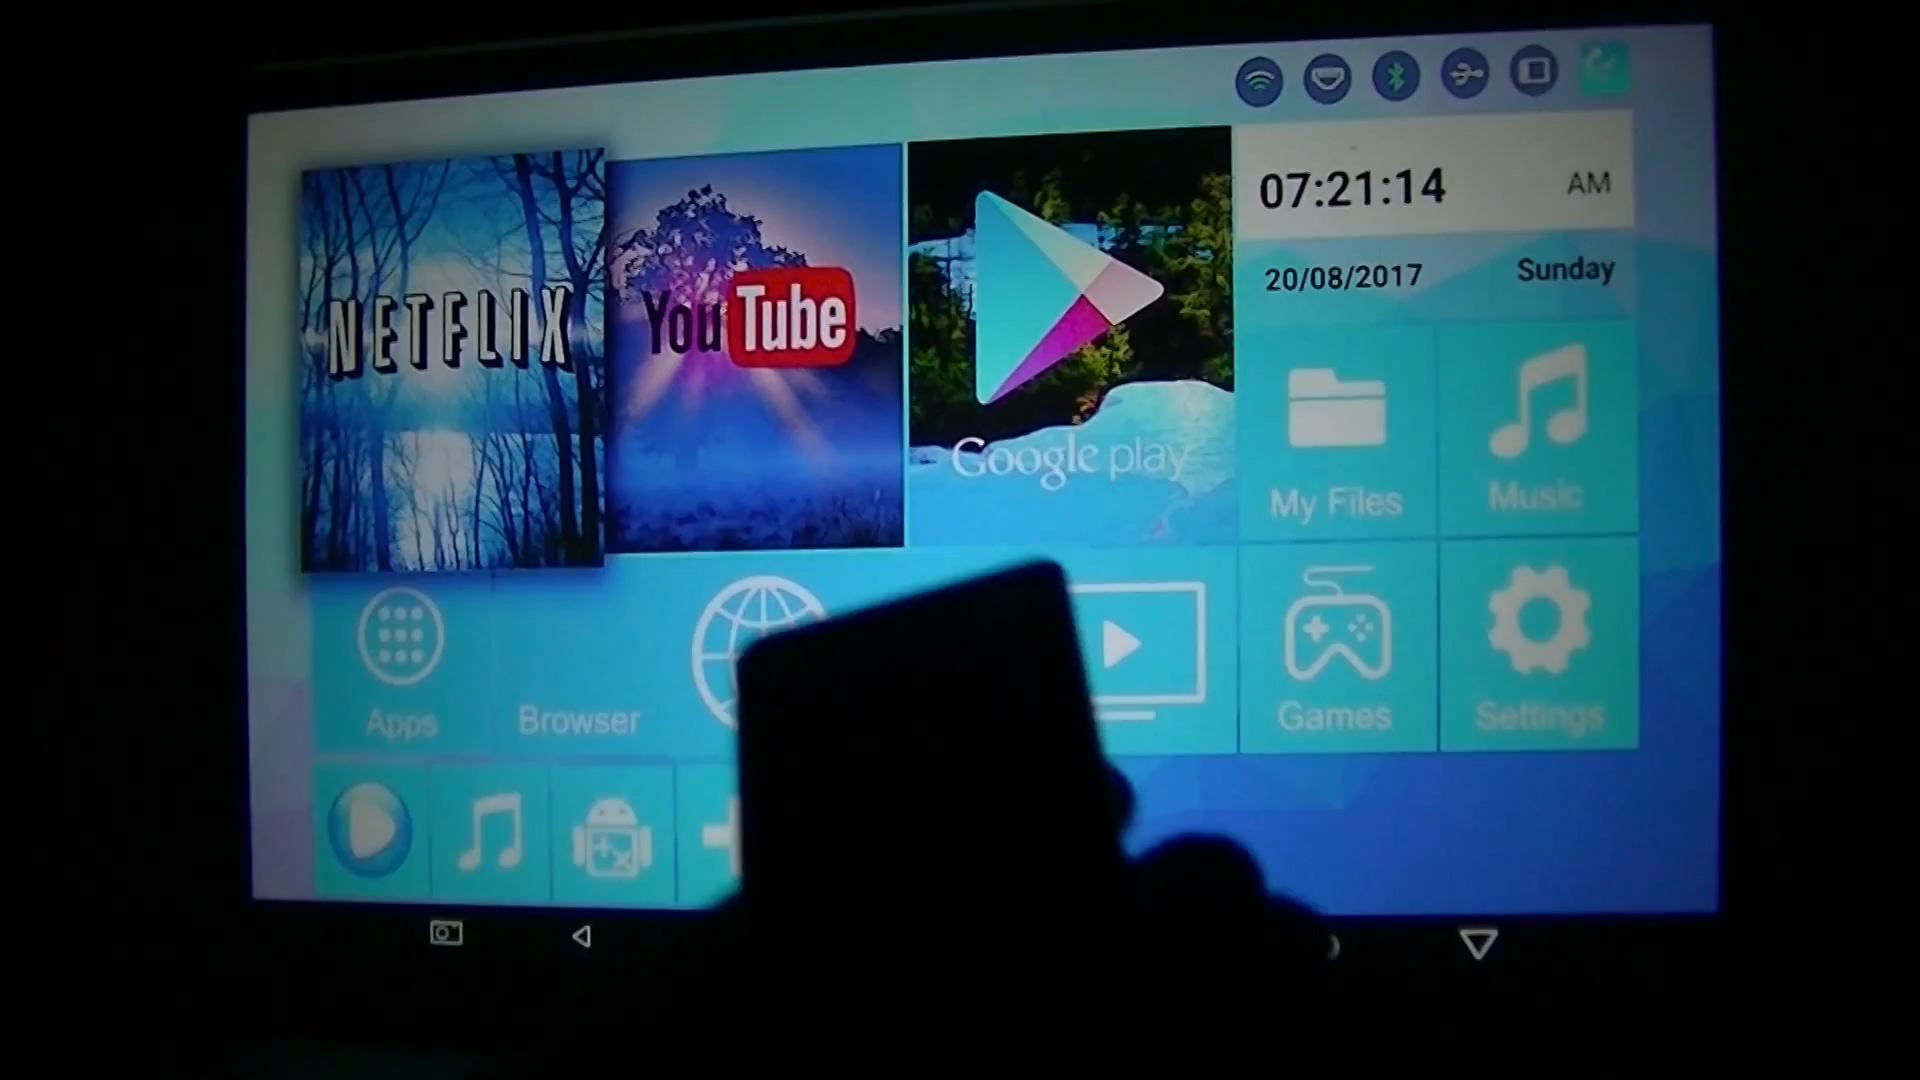 NETFLIX
YouTube
Google play
07:21:14 AM
20/08/2017 Sunday
My Files
Music
Apps
Browser
Games
Settings